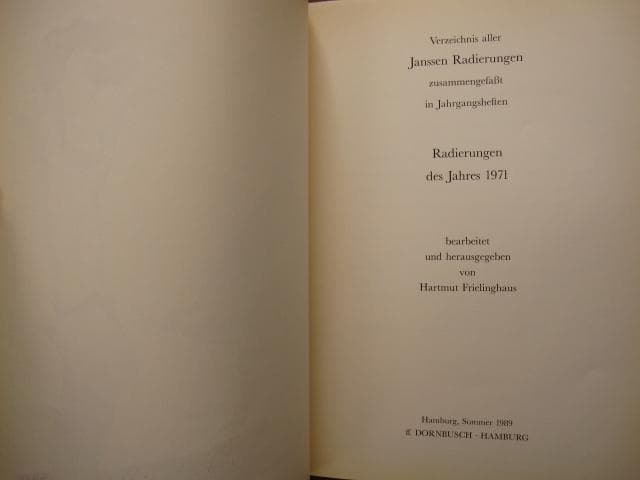 Verzeichnis aller
Janssen Radierungen
zusammengefaßt
in Jahrgangsheften
Radierungen
des Jahres 1971
bearbeitet
und herausgegeben
von
Hartmut Frielinghaus
Hamburg, Sommer 1989
DORNBUSCH · HAMBURG